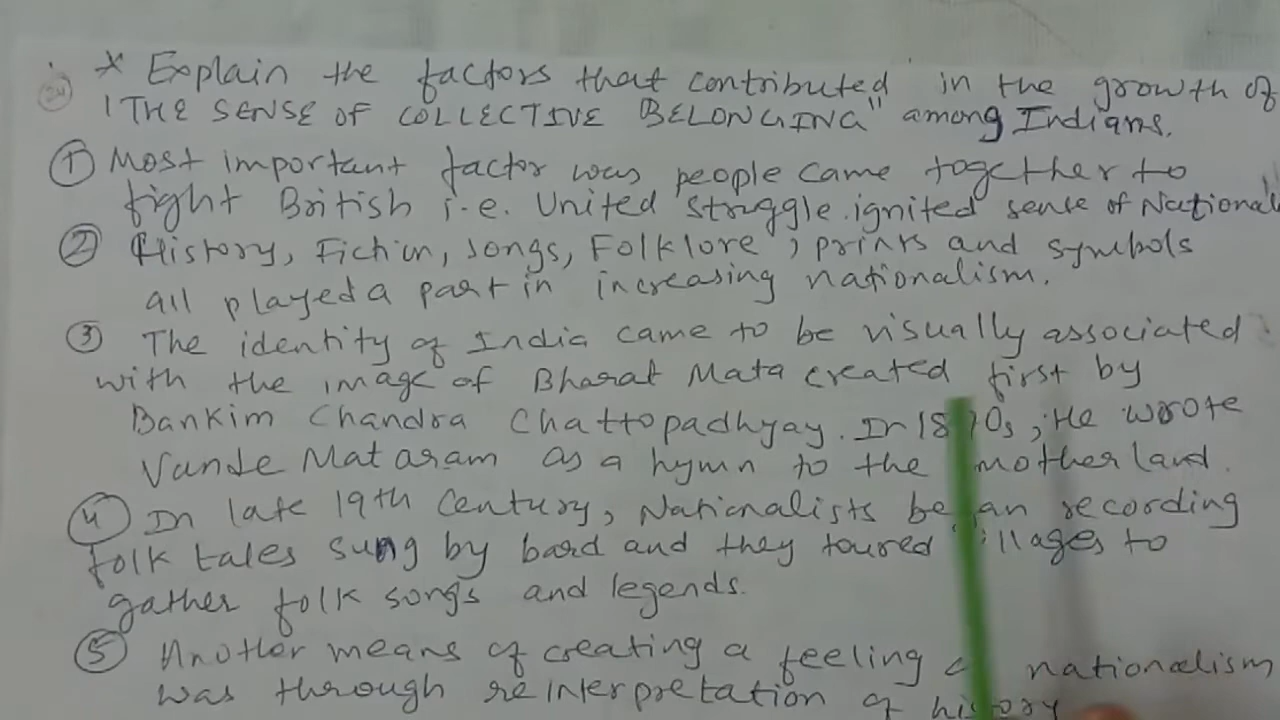 24 * Explain the factors that contributed in the growth of
"THE SENSE OF COLLECTIVE BELONGING" among Indians.
① Most important factor was people came together to
fight British i.e. United Struggle ignited sense of National
② History, Fiction, songs, Folklore, prints and symbols
all played a part in increasing nationalism.
③ The identity of India came to be visually associated
with the image of Bharat Mata created first by
Bankim Chandra Chattopadhyay. In 1870s, He wrote
Vande Mataram as a hymn to the motherland.
④ In late 19th Century, Nationalists began recording
folk tales sung by bard and they toured villages to
gather folk songs and legends.
⑤ Another means of creating a feeling of nationalism
was through reinterpretation of history